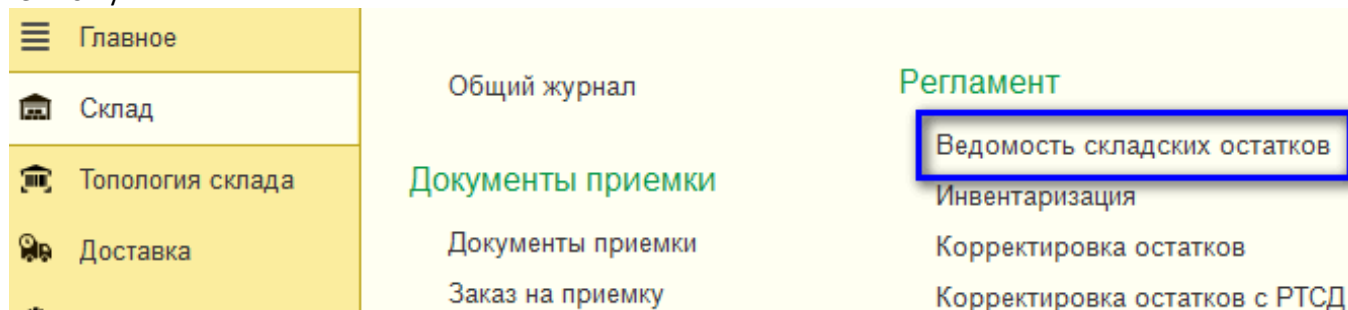 Главное
Склад
Топология склада
Доставка
Общий журнал
Документы приемки
Документы приемки
Заказ на приемку
Регламент
Ведомость складских остатков
Инвентаризация
Корректировка остатков
Корректировка остатков с РТСД